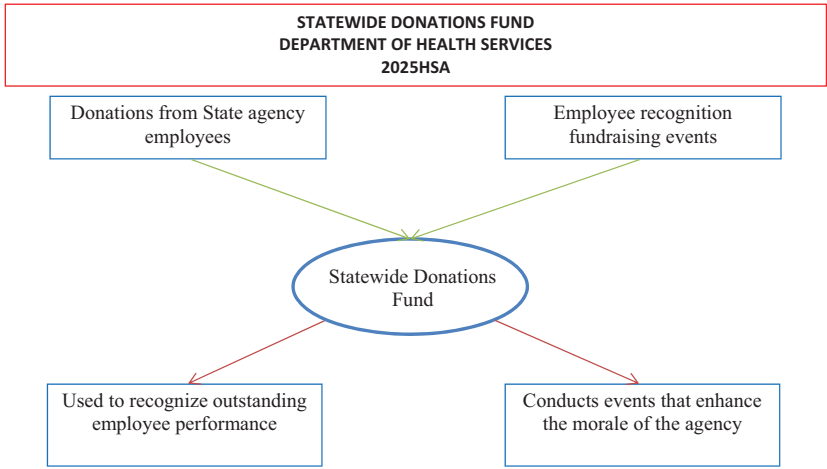 STATEWIDE DONATIONS FUND
DEPARTMENT OF HEALTH SERVICES
2025HSA
Donations from State agency
employees
Employee recognition
fundraising events
Statewide Donations
Fund
Used to recognize outstanding
employee performance
Conducts events that enhance
the morale of the agency